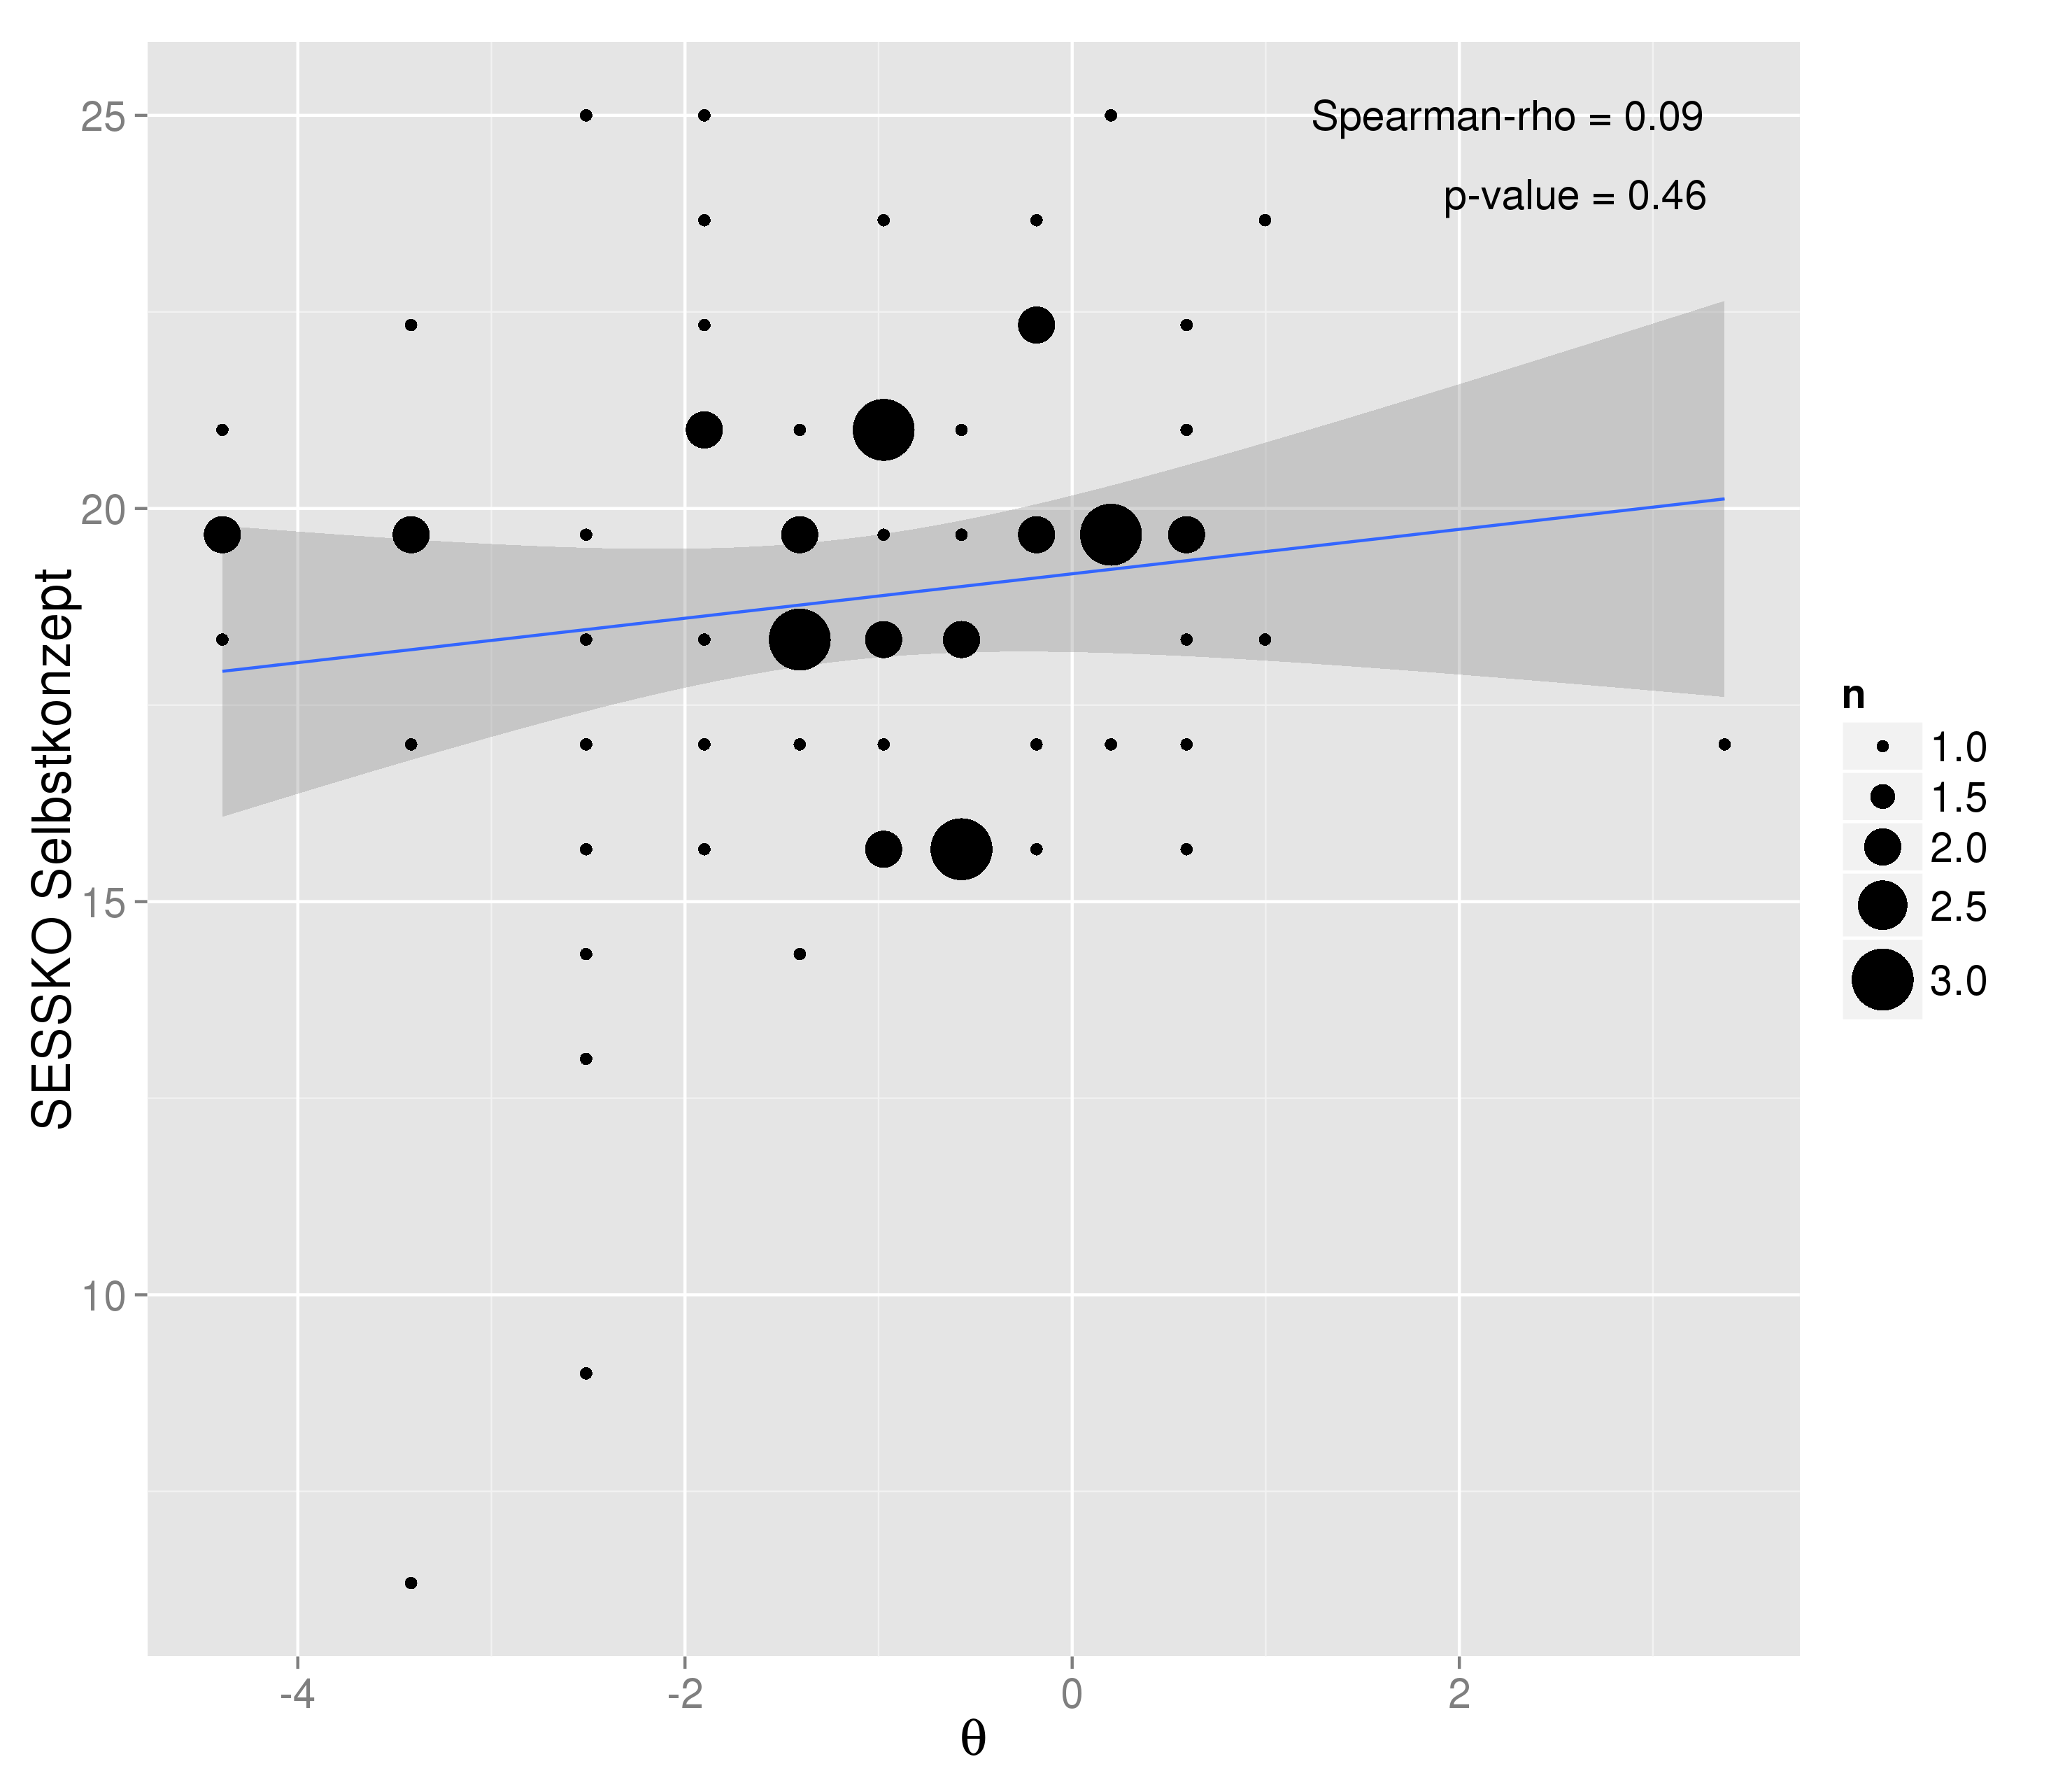 Spearman-rho = 0.09
p-value = 0.46
25
20
15
10
SESSKO Selbstkonzept
-4
-2
0
2
θ
n
1.0
1.5
2.0
2.5
3.0